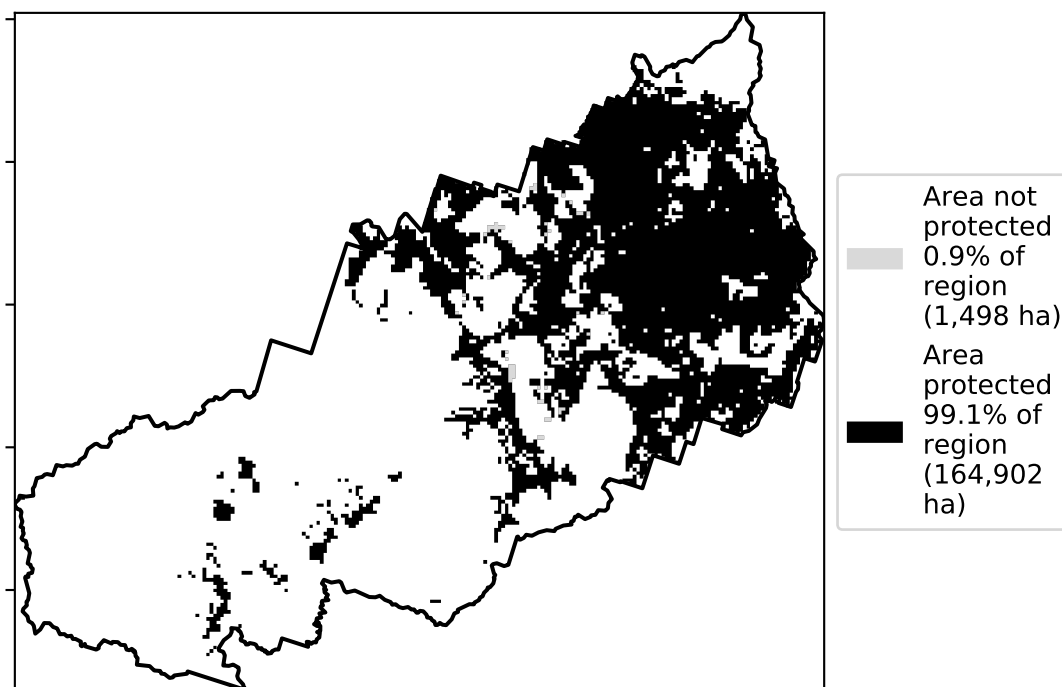 Area not
protected
0.9% of
region
(1,498 ha)
Area
protected
99.1% of
region
(164,902
ha)